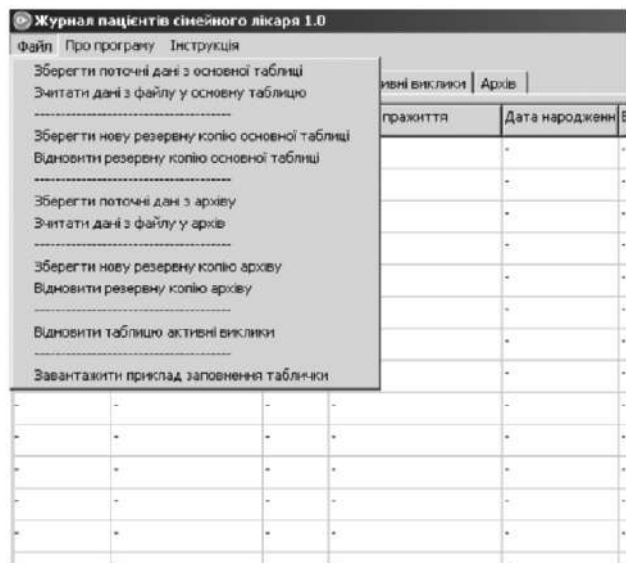 Журнал пацієнтів сімейного лікаря 1.0
Файл Про програму Інструкція
Зберегти поточні дані з основної таблиці
Зчитати дані з файлу у основну таблицю
-----------------------------------
Зберегти нову резервну копію основної таблиці
Відновити резервну копію основної таблиці
-----------------------------------
Зберегти поточні дані з архіву
Зчитати дані з файлу у архів
-----------------------------------
Зберегти нову резервну копію архіву
Відновити резервну копію архіву
-----------------------------------
Відновити таблицю активні виклики
-----------------------------------
Завантажити приклад заповнення таблички
ивні виклики Архів
пражиття Дата народженн